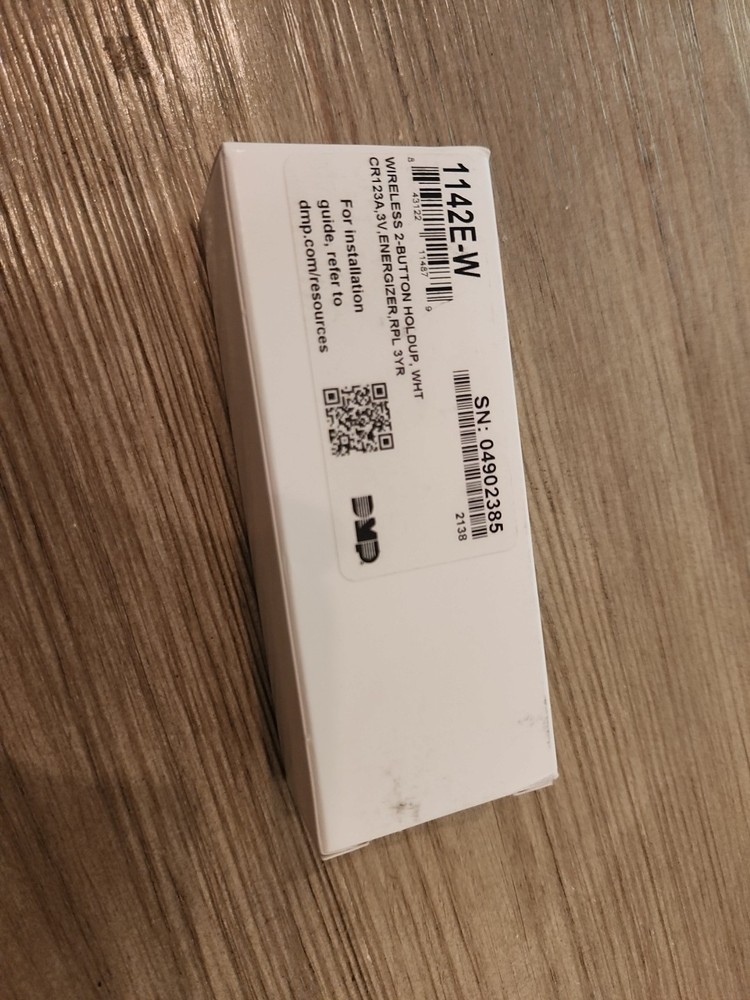 1142E-W
8 43122 11487 9
WIRELESS 2-BUTTON HOLDUP, WHT
CR123A,3V,ENERGIZER,RPL 3YR
For installation
guide, refer to
dmp.com/resources
SN: 04902385
2138
DMP